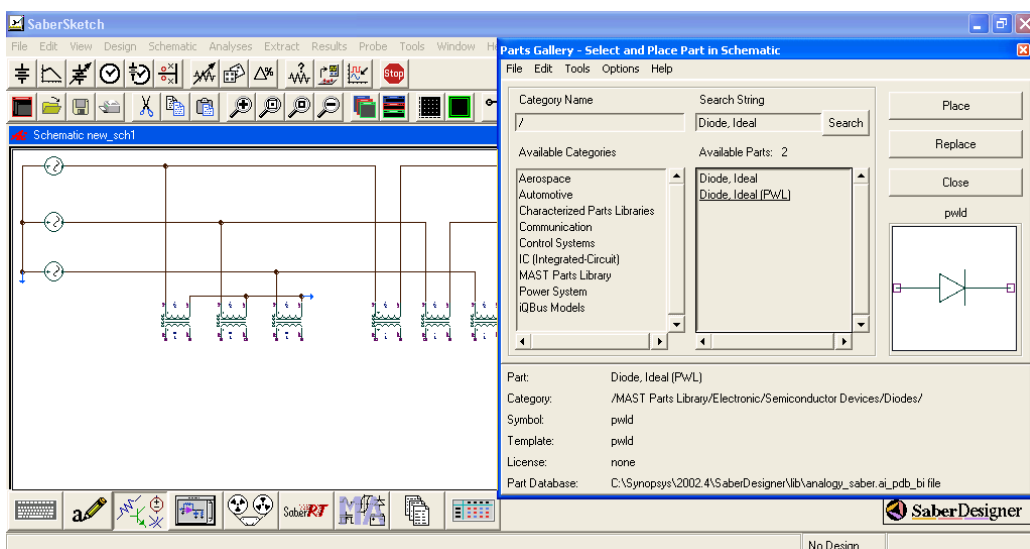 SaberSketch
File Edit View Design Schematic Analyses Extract Results Probe Tools Window
Stop
Schematic new_sch1
Parts Gallery - Select and Place Part in Schematic
File Edit Tools Options Help
Category Name Search String
/ Diode, Ideal Search
Available Categories Available Parts: 2
Aerospace
Automotive
Characterized Parts Libraries
Communication
Control Systems
IC (Integrated-Circuit)
MAST Parts Library
Power System
iQBus Models
Diode, Ideal
Diode, Ideal (PWL)
Place
Replace
Close
pwld
Part: Diode, Ideal (PWL)
Category: /MAST Parts Library/Electronic/Semiconductor Devices/Diodes/
Symbol: pwld
Template: pwld
License: none
Part Database: C:\Synopsys\2002.4\SaberDesigner\lib\analogy_saber.ai_pdb_bi file
a
SaberRT
MA
SaberDesigner
No Design